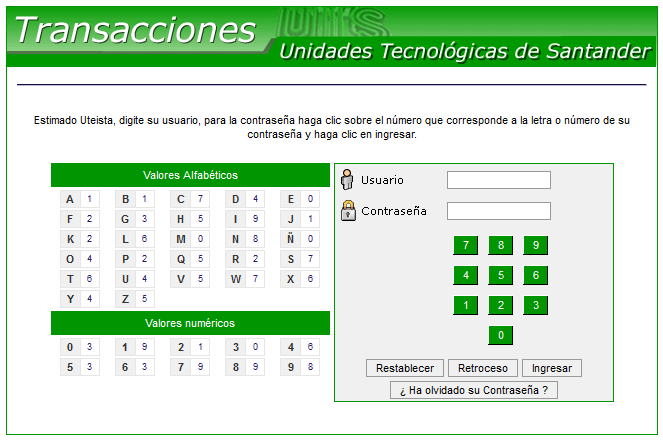 Transacciones
uts
Unidades Tecnológicas de Santander
Estimado Uteista, digite su usuario, para la contraseña haga clic sobre el número que corresponde a la letra o número de su
contraseña y haga clic en ingresar.
Valores Alfabéticos
A 1 B 1 C 7 D 4 E 0
F 2 G 3 H 5 I 9 J 1
K 2 L 6 M 0 N 8 Ñ 0
O 4 P 2 Q 5 R 2 S 7
T 6 U 4 V 5 W 7 X 6
Y 4 Z 5
Valores numéricos
0 3 1 9 2 1 3 0 4 6
5 3 6 3 7 9 8 9 9 8
Usuario
Contraseña
7 8 9
4 5 6
1 2 3
0
Restablecer Retroceso Ingresar
¿ Ha olvidado su Contraseña ?